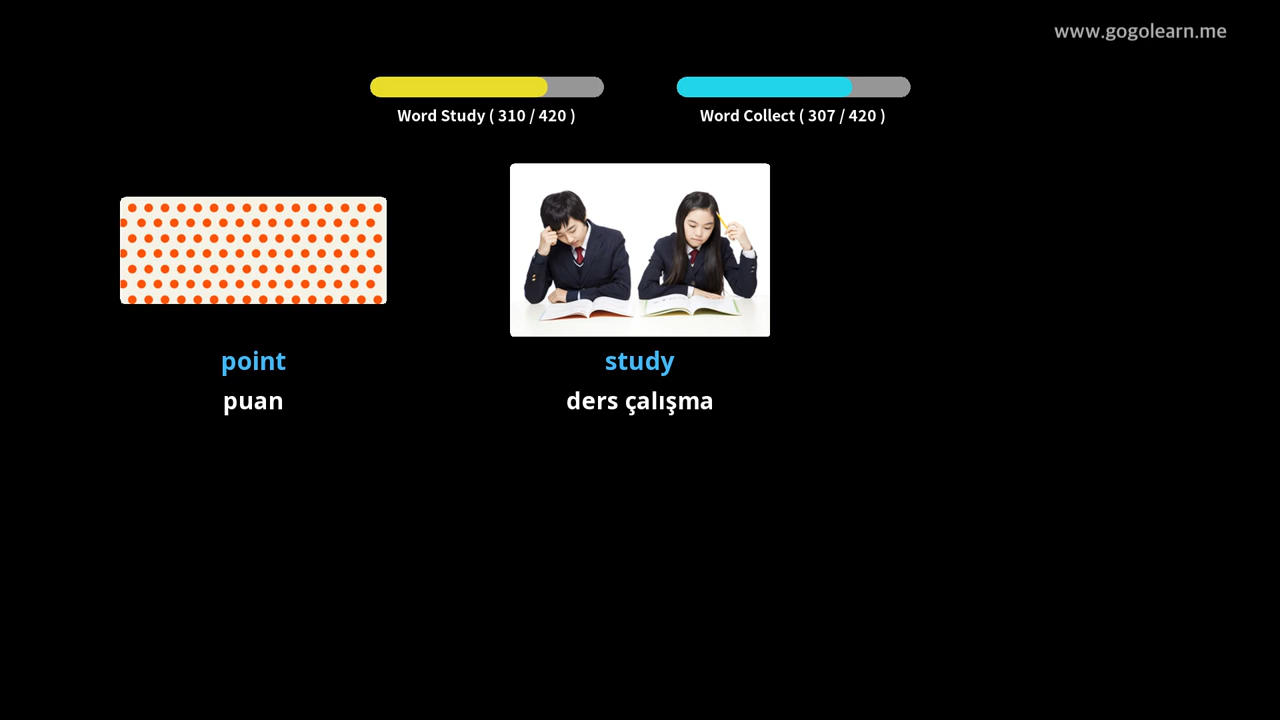 www.gogolearn.me
Word Study ( 310 / 420 )
Word Collect ( 307 / 420 )
point
puan
study
ders çalışma